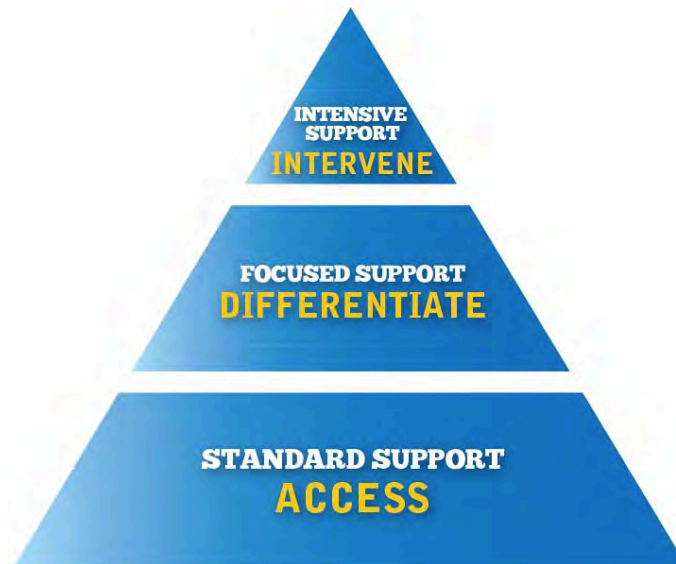 INTENSIVE
SUPPORT
INTERVENE
FOCUSED SUPPORT
DIFFERENTIATE
STANDARD SUPPORT
ACCESS